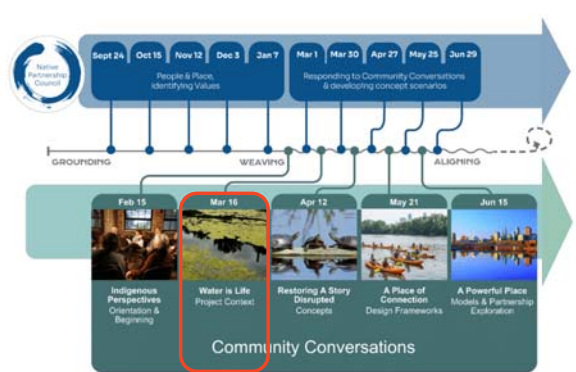 Native
Partnership
Council
Sept 24
Oct 15
Nov 12
Dec 3
Jan 7
Mar 1
Mar 30
Apr 27
May 25
Jun 29
People & Place,
Identifying Values
Responding to Community Conversations
& developing concept scenarios
GROUNDING
WEAVING
ALIGNING
Feb 15
Mar 16
Apr 12
May 21
Jun 15
Indigenous
Perspectives
Orientation &
Beginning
Water is Life
Project Context
Restoring A Story
Disrupted
Concepts
A Place of
Connection
Design Frameworks
A Powerful Place
Models & Partnership
Exploration
Community Conversations